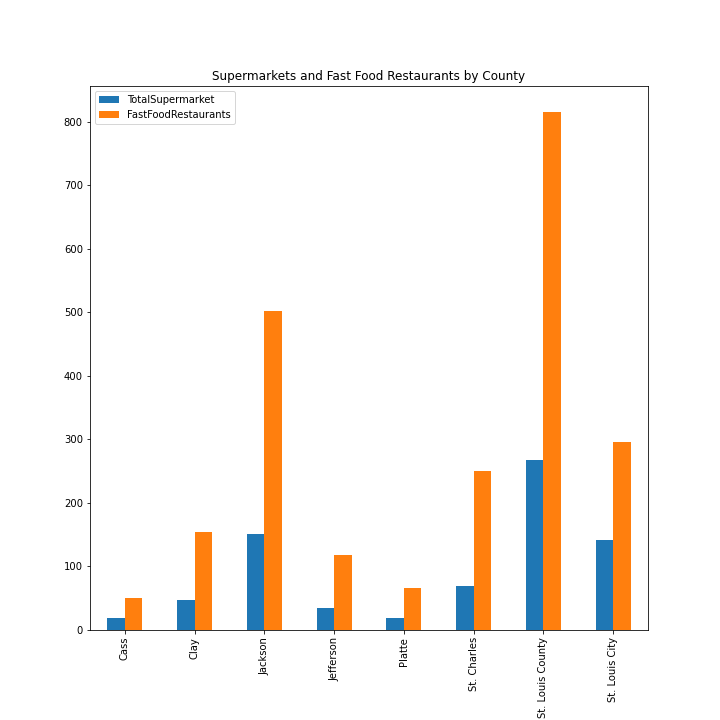 Supermarkets and Fast Food Restaurants by County
TotalSupermarket
FastFoodRestaurants
800
700
600
500
400
300
200
100
0
Cass
Clay
Jackson
Jefferson
Platte
St. Charles
St. Louis County
St. Louis City